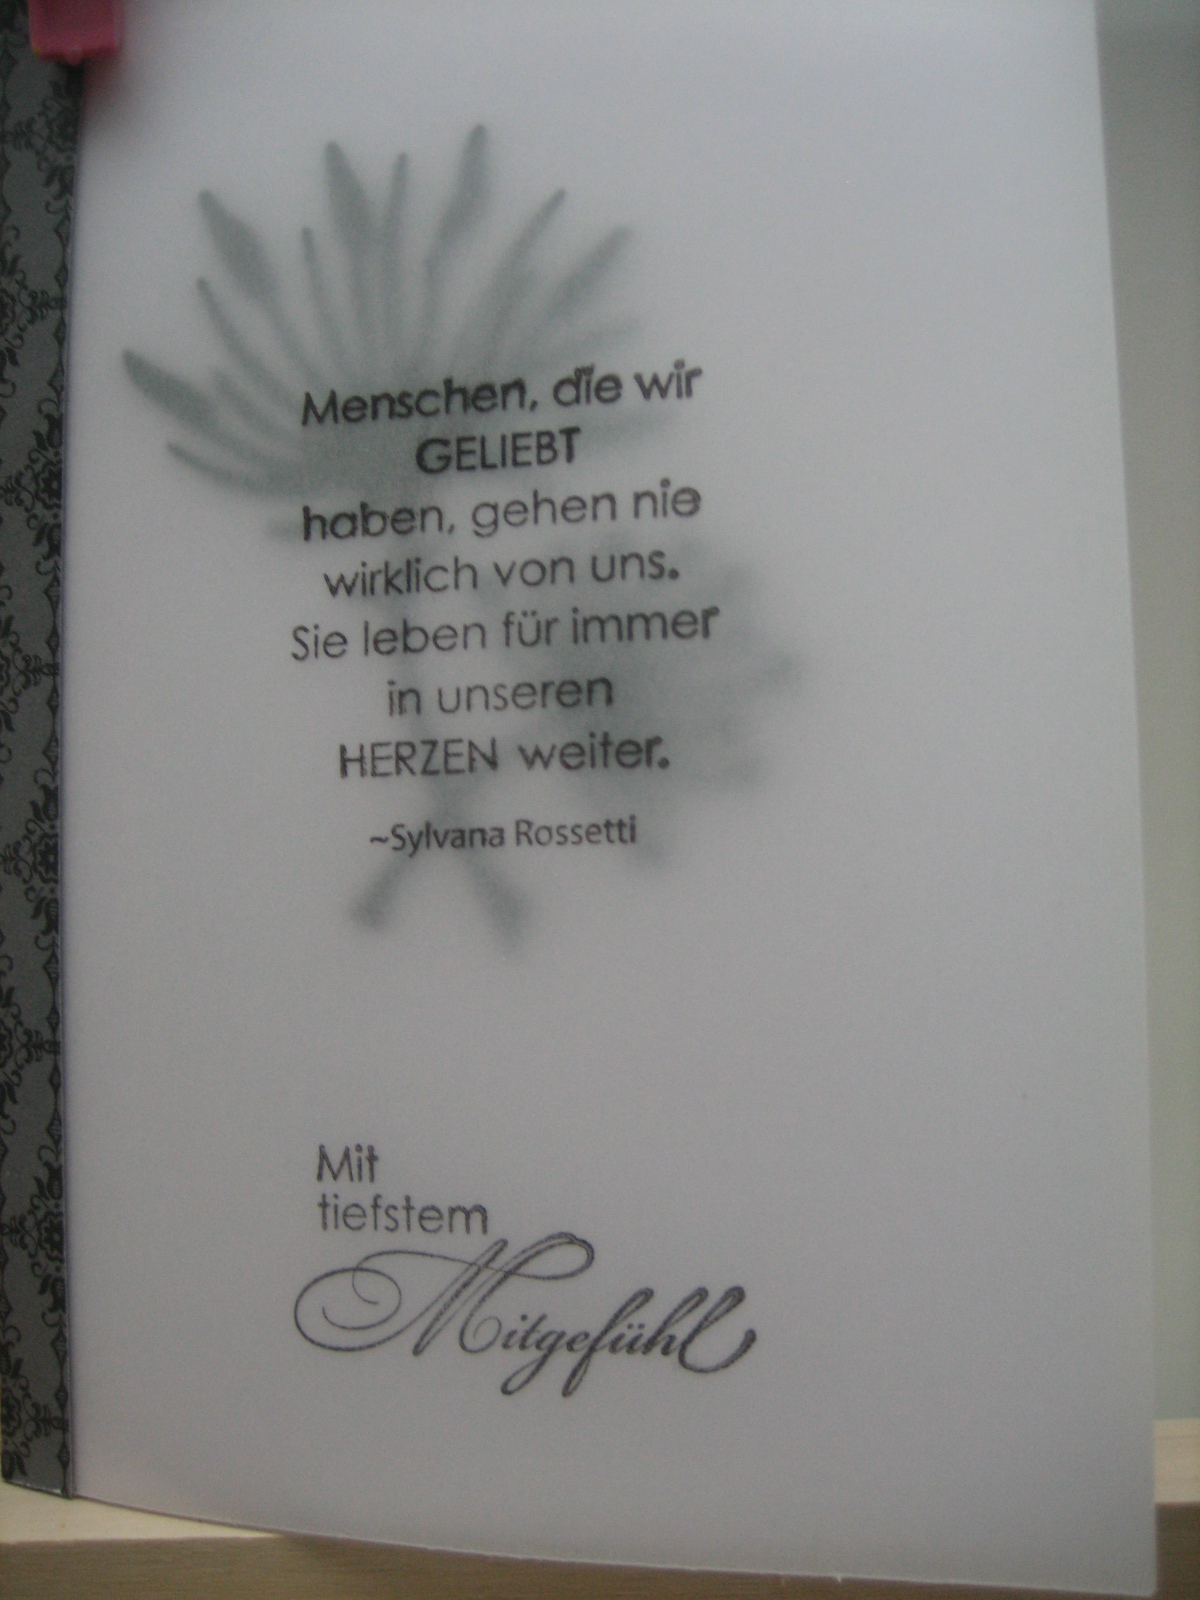 Menschen, die wir
GELIEBT
haben, gehen nie
wirklich von uns.
Sie leben für immer
in unseren
HERZEN weiter.
~Sylvana Rossetti
Mit
tiefstem
Mitgefühl